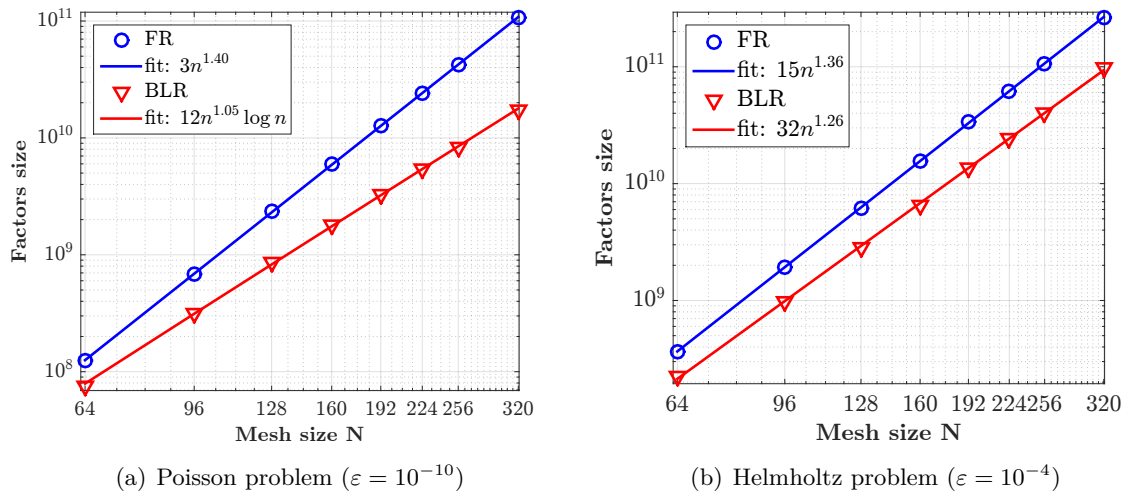 10^11
10^10
10^9
10^8
Factors size
FR
fit: 3n^1.40
BLR
fit: 12n^1.05 log n
64 96 128 160 192 224 256 320
Mesh size N
(a) Poisson problem (ε = 10^−10)
10^11
10^10
10^9
Factors size
FR
fit: 15n^1.36
BLR
fit: 32n^1.26
64 96 128 160 192 224 256 320
Mesh size N
(b) Helmholtz problem (ε = 10^−4)